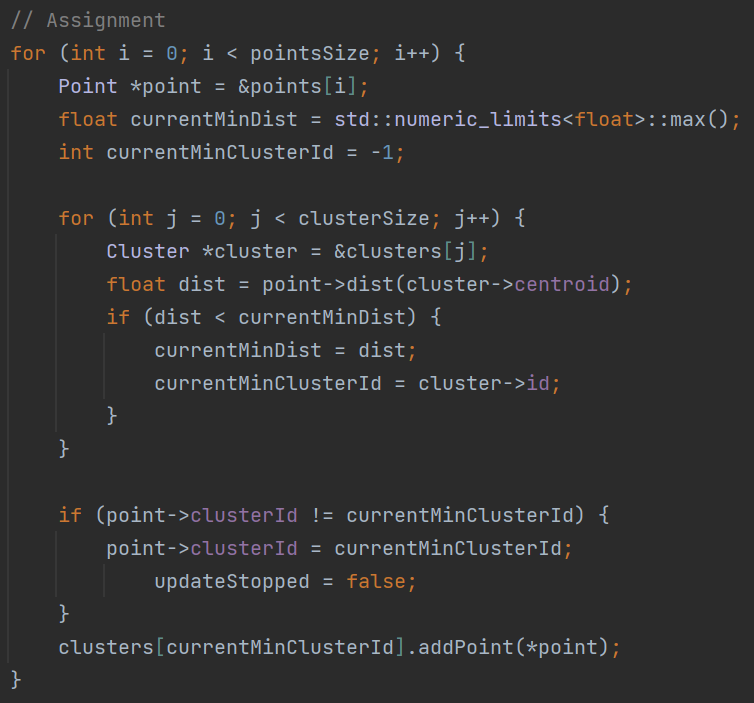 // Assignment
for (int i = 0; i < pointsSize; i++) {
    Point *point = &points[i];
    float currentMinDist = std::numeric_limits<float>::max();
    int currentMinClusterId = -1;

    for (int j = 0; j < clusterSize; j++) {
        Cluster *cluster = &clusters[j];
        float dist = point->dist(cluster->centroid);
        if (dist < currentMinDist) {
            currentMinDist = dist;
            currentMinClusterId = cluster->id;
        }
    }

    if (point->clusterId != currentMinClusterId) {
        point->clusterId = currentMinClusterId;
            updateStopped = false;
    }
    clusters[currentMinClusterId].addPoint(*point);
}